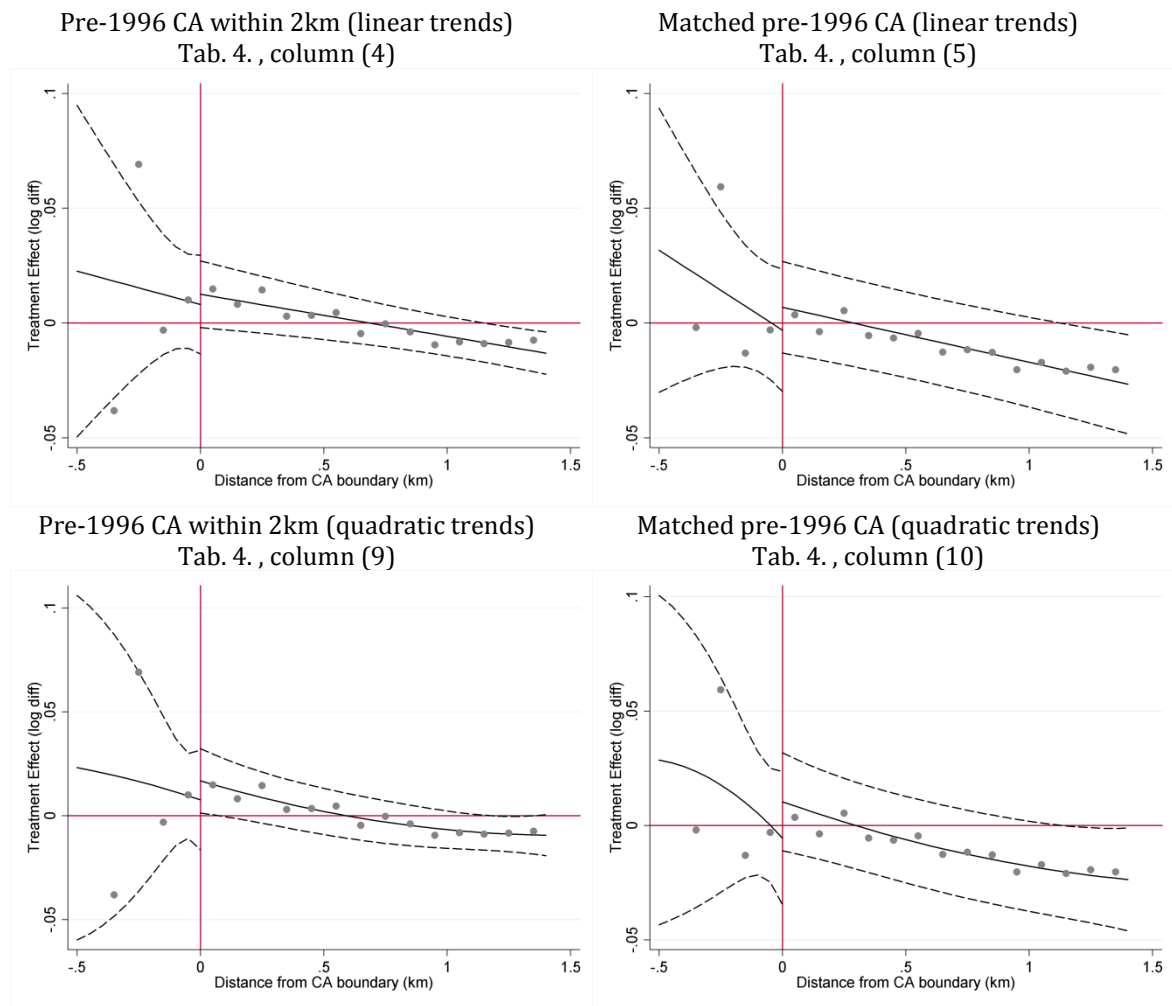 Pre-1996 CA within 2km (linear trends)
Tab. 4. , column (4)
.1
.05
0
-.05
Treatment Effect (log diff)
-.5
0
.5
1
1.5
Distance from CA boundary (km)
Matched pre-1996 CA (linear trends)
Tab. 4. , column (5)
.1
.05
0
-.05
Treatment Effect (log diff)
-.5
0
.5
1
1.5
Distance from CA boundary (km)
Pre-1996 CA within 2km (quadratic trends)
Tab. 4. , column (9)
.1
.05
0
-.05
Treatment Effect (log diff)
-.5
0
.5
1
1.5
Distance from CA boundary (km)
Matched pre-1996 CA (quadratic trends)
Tab. 4. , column (10)
.1
.05
0
-.05
Treatment Effect (log diff)
-.5
0
.5
1
1.5
Distance from CA boundary (km)